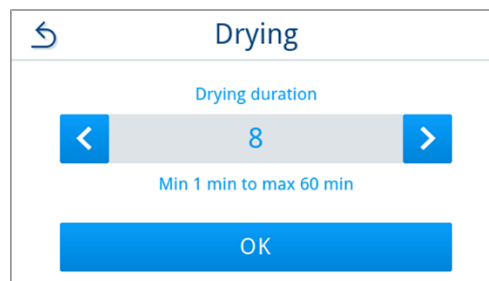 Drying
Drying duration
8
Min 1 min to max 60 min
OK